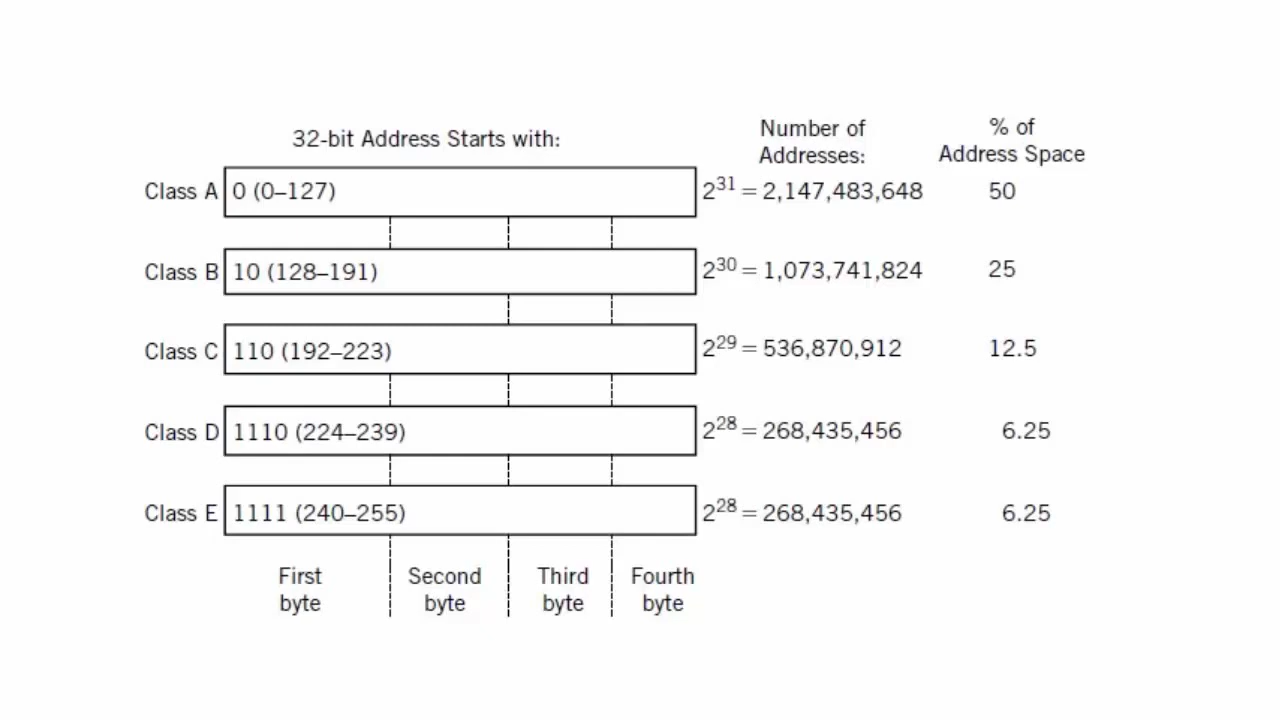 32-bit Address Starts with:
Number of
Addresses:
% of
Address Space
Class A 0 (0–127) 2³¹ = 2,147,483,648 50
Class B 10 (128–191) 2³⁰ = 1,073,741,824 25
Class C 110 (192–223) 2²⁹ = 536,870,912 12.5
Class D 1110 (224–239) 2²⁸ = 268,435,456 6.25
Class E 1111 (240–255) 2²⁸ = 268,435,456 6.25
First
byte
Second
byte
Third
byte
Fourth
byte